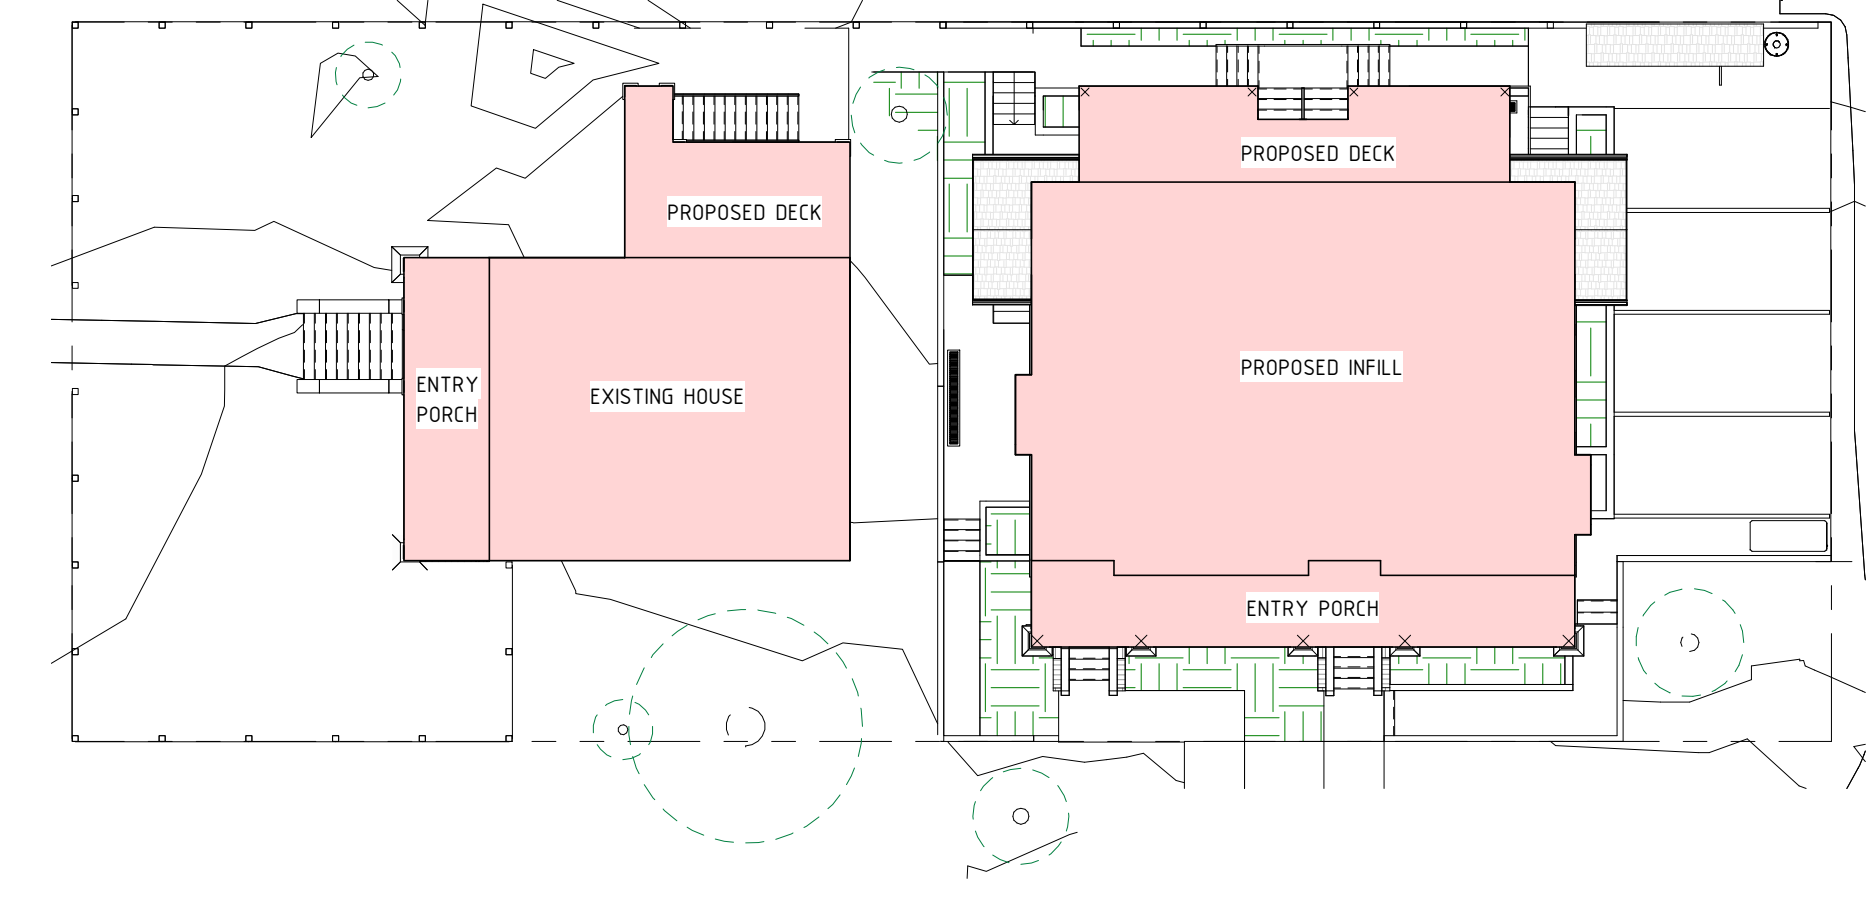 PROPOSED DECK
PROPOSED DECK
PROPOSED INFILL
ENTRY
PORCH
EXISTING HOUSE
ENTRY PORCH